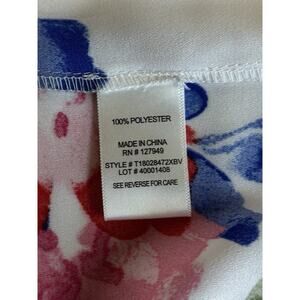 100% POLYESTER
MADE IN CHINA
RN # 127949
STYLE # T18028472XBV
LOT # 40001408
SEE REVERSE FOR CARE